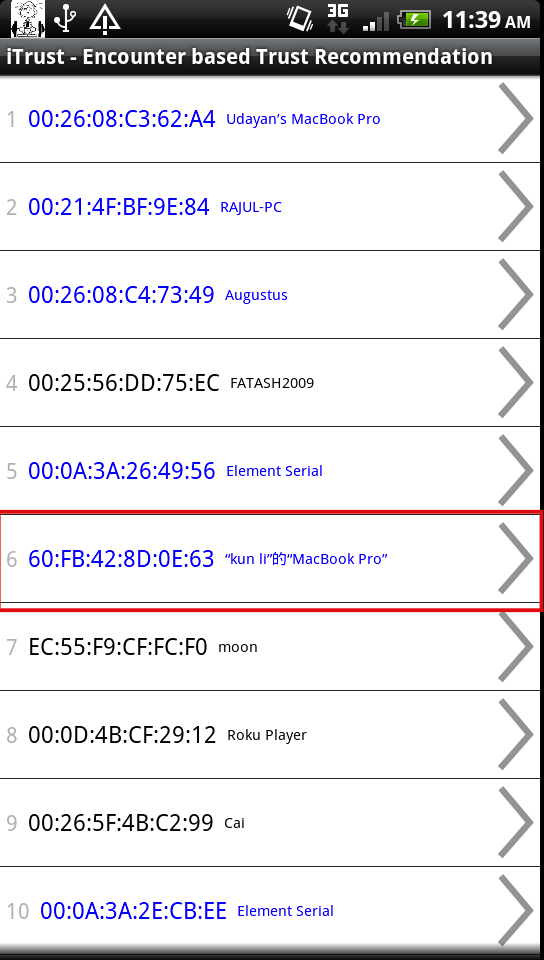 3G 11:39 AM
iTrust - Encounter based Trust Recommendation
1 00:26:08:C3:62:A4 Udayan's MacBook Pro
2 00:21:4F:BF:9E:84 RAJUL-PC
3 00:26:08:C4:73:49 Augustus
4 00:25:56:DD:75:EC FATASH2009
5 00:0A:3A:26:49:56 Element Serial
6 60:FB:42:8D:0E:63 “kun li”的“MacBook Pro”
7 EC:55:F9:CF:FC:F0 moon
8 00:0D:4B:CF:29:12 Roku Player
9 00:26:5F:4B:C2:99 Cai
10 00:0A:3A:2E:CB:EE Element Serial